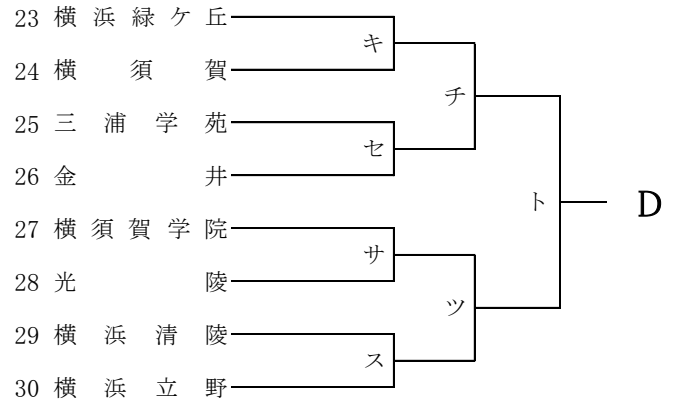 23 横浜緑ケ丘
キ
24 横須賀
チ
25 三浦学苑
セ
26 金井
ト D
27 横須賀学院
サ
28 光陵
ツ
29 横浜清陵
ス
30 横浜立野